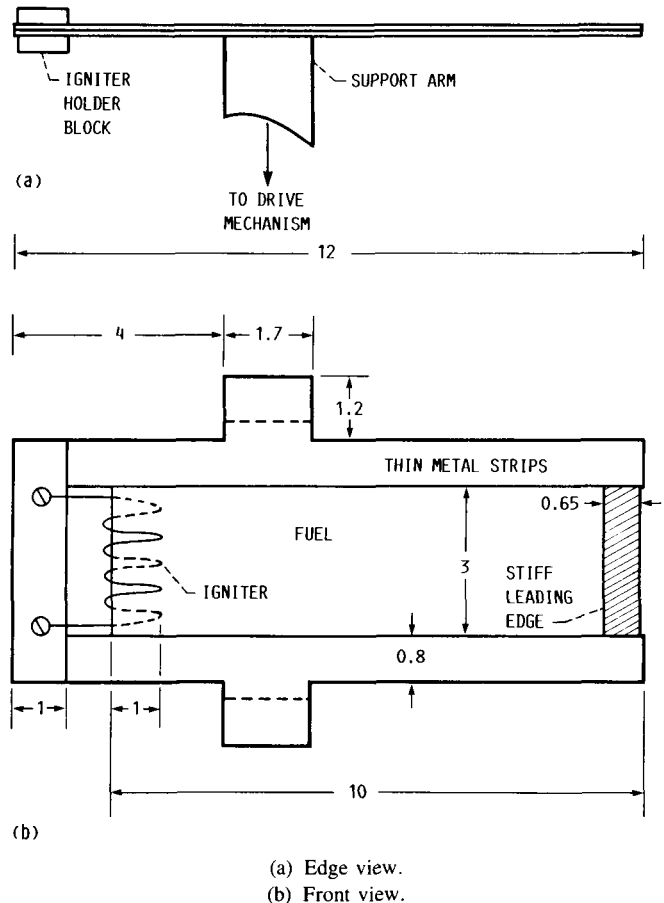 IGNITER
HOLDER
BLOCK
SUPPORT ARM
(a)
TO DRIVE
MECHANISM
12
4
1.7
1.2
THIN METAL STRIPS
0.65
FUEL
3
IGNITER
STIFF
LEADING
EDGE
0.8
1
1
10
(b)
(a) Edge view.
(b) Front view.